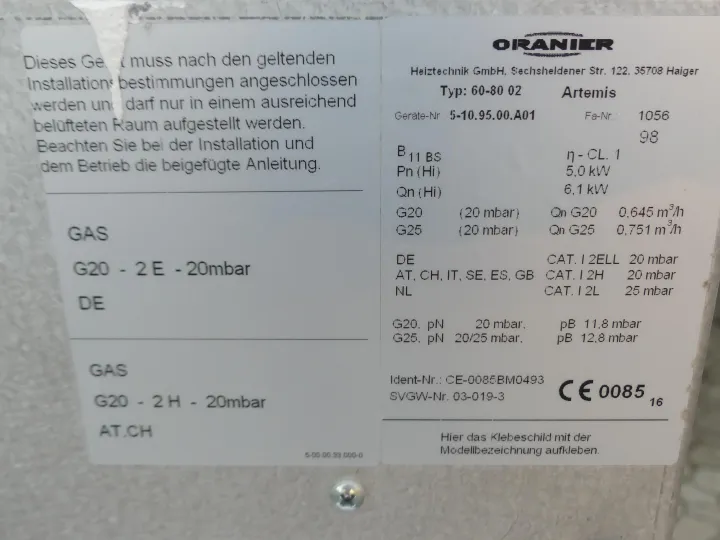 Dieses Ge t muss nach den geltenden
Installationsbestimmungen angeschlossen
werden und darf nur in einem ausreichend
belüfteten Raum aufgestellt werden.
Beachten Sie bei der Installation und
dem Betrieb die beigefügte Anleitung.
GAS
G20 - 2 E - 20mbar
DE
GAS
G20 - 2 H - 20mbar
AT.CH
ORANIER
Heiztechnik GmbH, Sechsheldener Str. 122, 35708 Haiger
Typ: 60-80 02 Artemis
Geräte-Nr 5-10.95.00.A01 Fa-Nr.: 1056
98
B11 BS η - CL. 1
Pn (Hi) 5,0 kW
Qn (Hi) 6,1 kW
G20 (20 mbar) Qn G20 0,645 m³/h
G25 (20 mbar) Qn G25 0,751 m³/h
DE CAT. I 2ELL 20 mbar
AT, CH, IT, SE, ES, GB CAT. I 2H 20 mbar
NL CAT. I 2L 25 mbar
G20, pN 20 mbar, pB 11,8 mbar
G25, pN 20/25 mbar, pB 12,8 mbar
Ident-Nr.: CE-0085BM0493
SVGW-Nr. 03-019-3
CE 0085 16
Hier das Klebeschild mit der
Modellbezeichnung aufkleben.